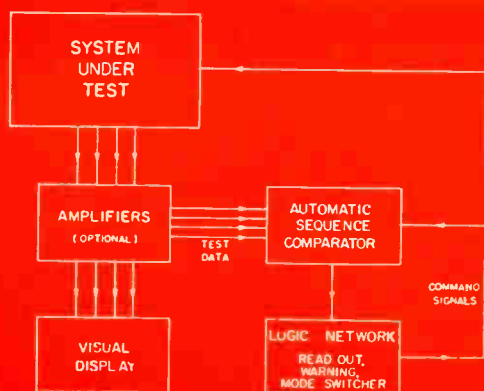 SYSTEM
UNDER
TEST
AMPLIFIERS
(OPTIONAL)
TEST
DATA
AUTOMATIC
SEQUENCE
COMPARATOR
COMMAND
SIGNALS
VISUAL
DISPLAY
LOGIC NETWORK
READ OUT,
WARNING,
MODE SWITCHER